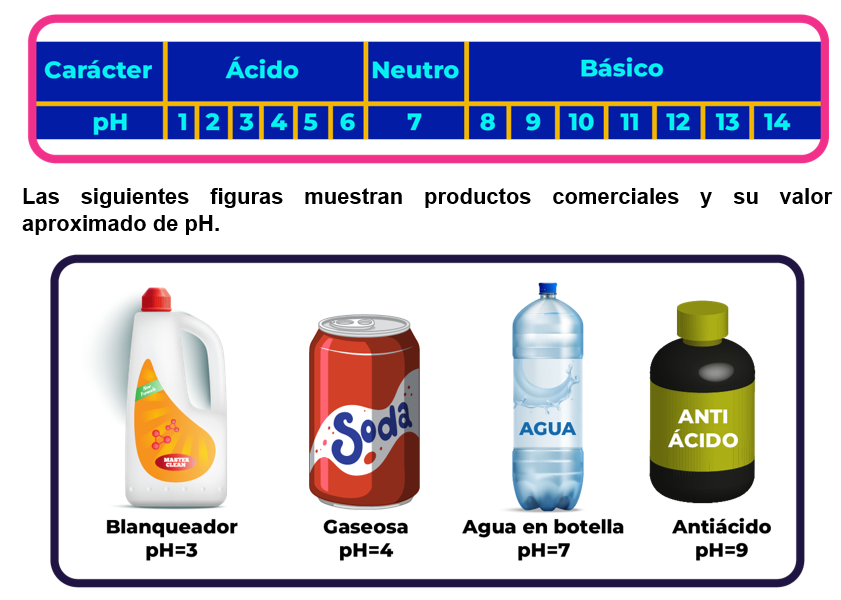 Carácter Ácido Neutro Básico
pH 1 2 3 4 5 6 7 8 9 10 11 12 13 14
Las siguientes figuras muestran productos comerciales y su valor
aproximado de pH.
New
Formula
MASTER
CLEAN
Soda
AGUA
ANTI
ÁCIDO
Blanqueador Gaseosa Agua en botella Antiácido
pH=3 pH=4 pH=7 pH=9